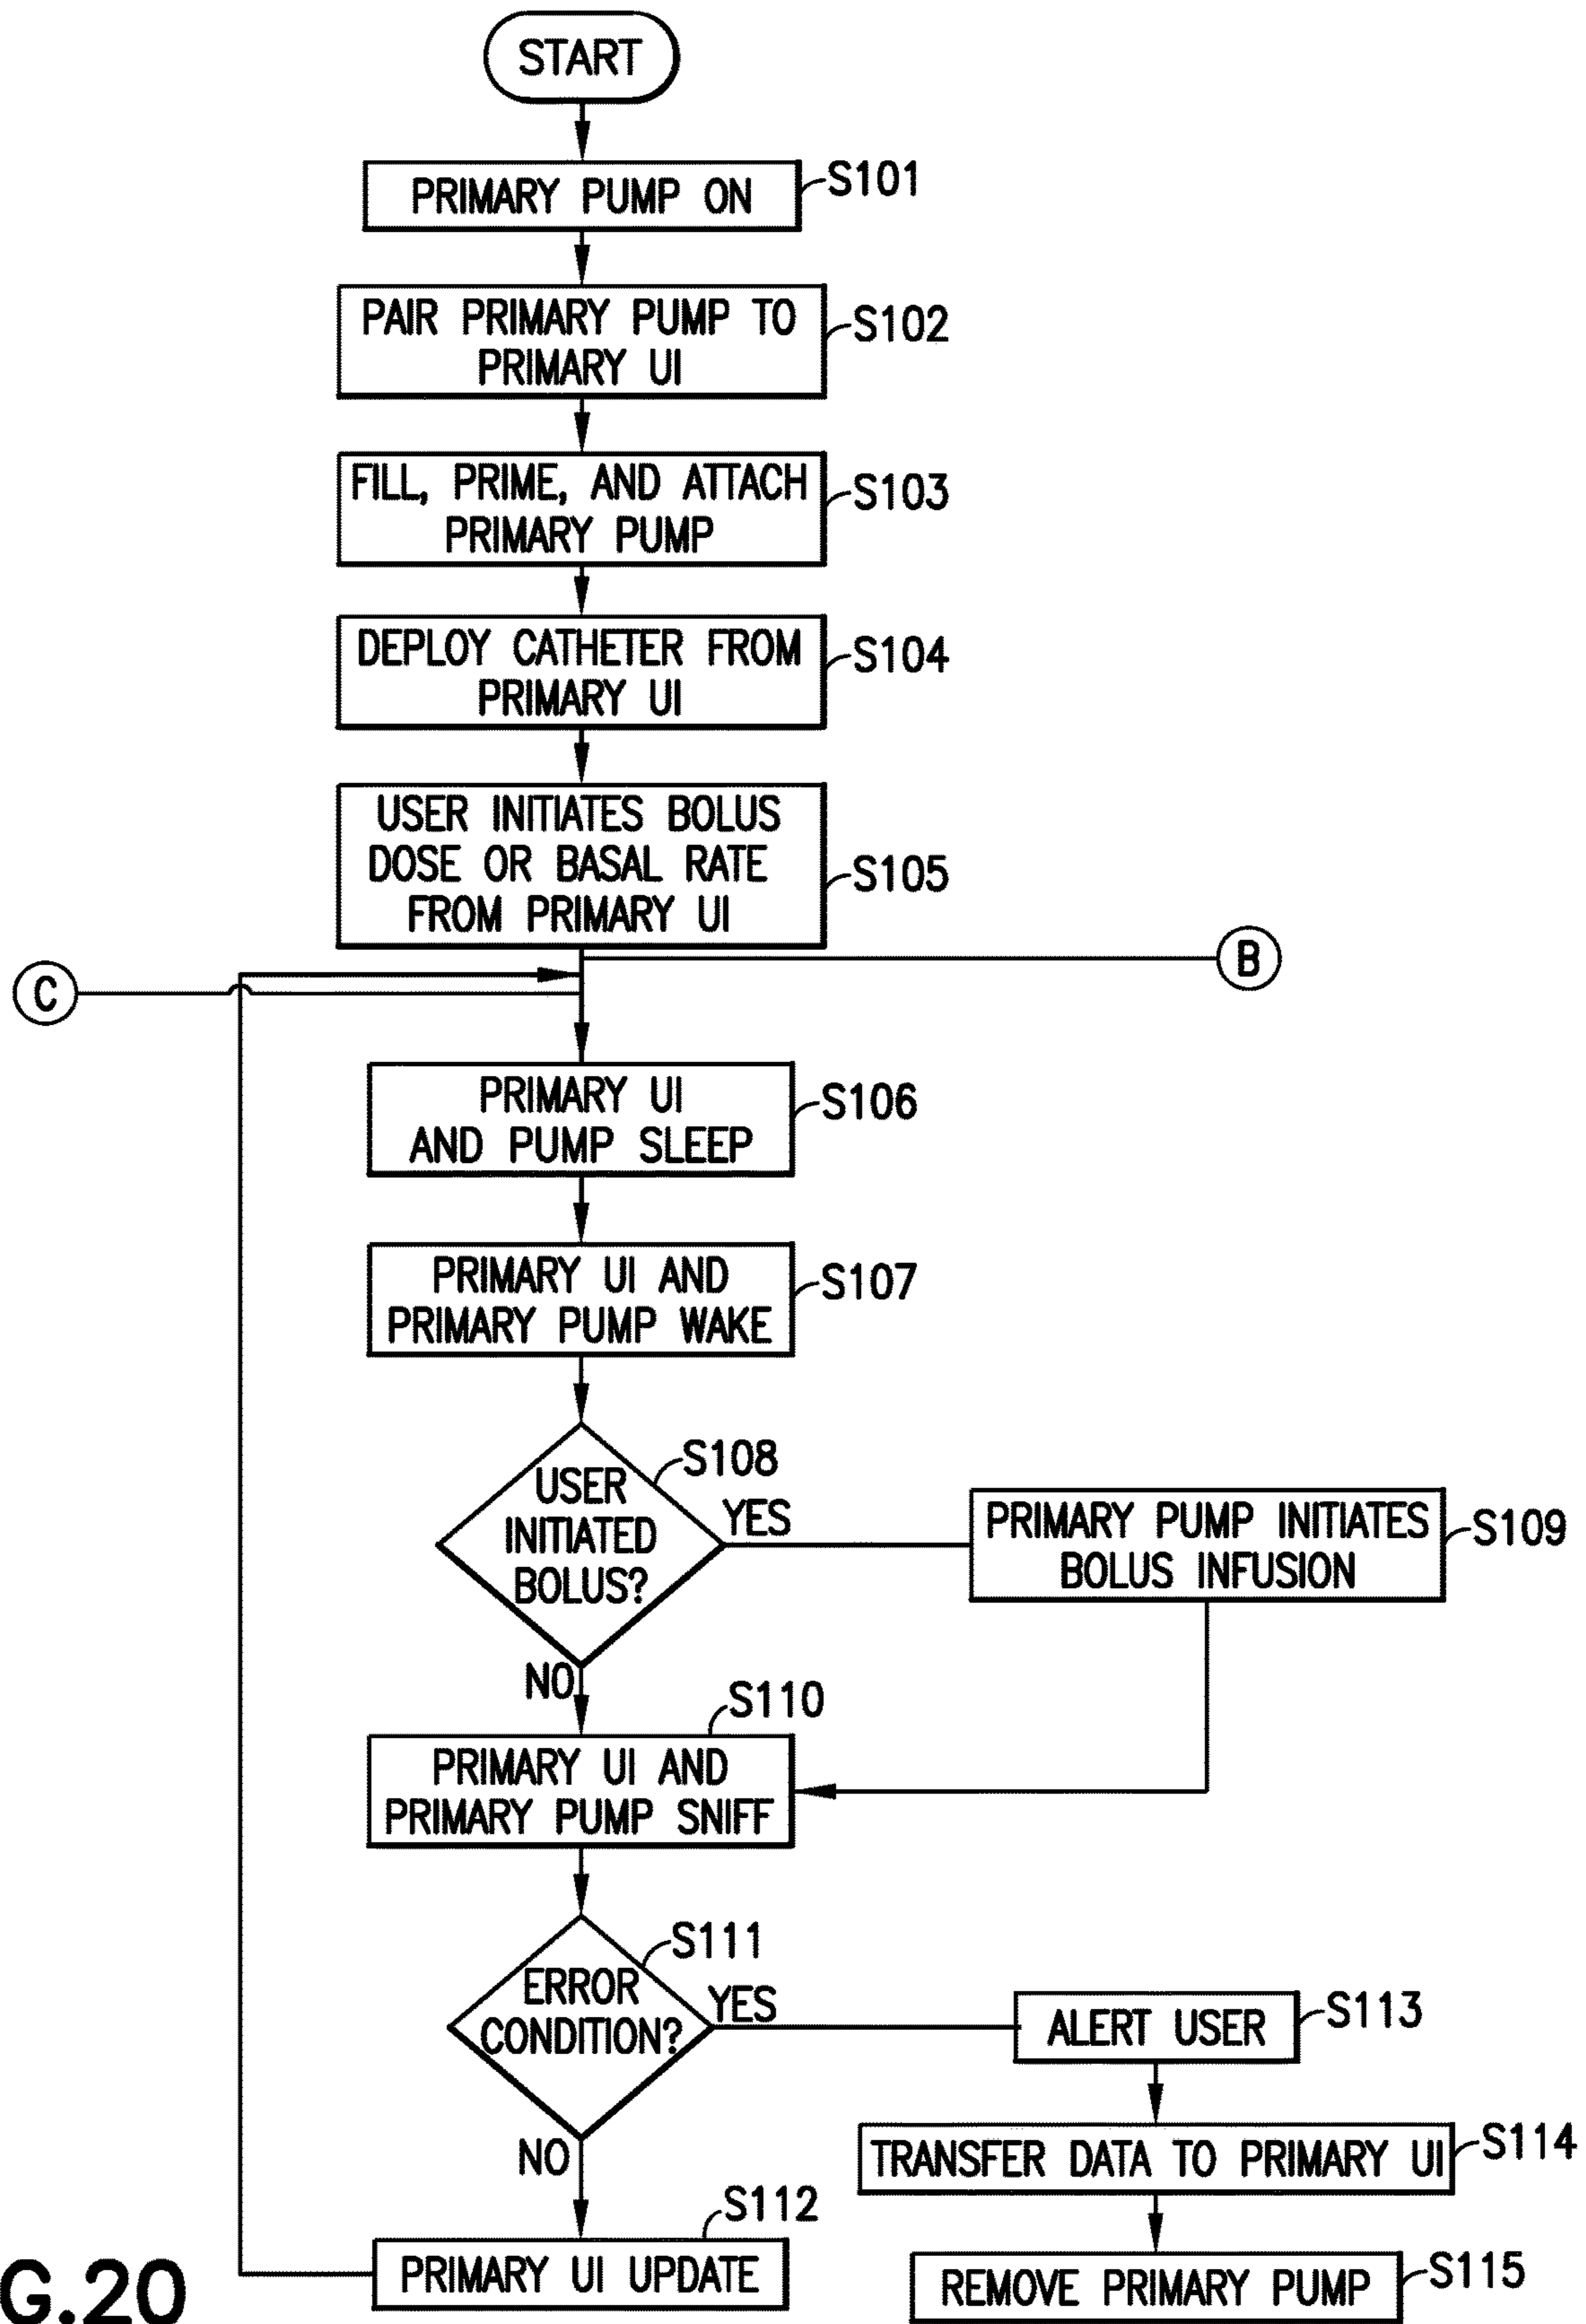 START
PRIMARY PUMP ON
S101
PAIR PRIMARY PUMP TO
PRIMARY UI
S102
FILL, PRIME, AND ATTACH
PRIMARY PUMP
S103
DEPLOY CATHETER FROM
PRIMARY UI
S104
USER INITIATES BOLUS
DOSE OR BASAL RATE
FROM PRIMARY UI
S105
B
C
PRIMARY UI
AND PUMP SLEEP
S106
PRIMARY UI AND
PRIMARY PUMP WAKE
S107
S108
USER
INITIATED
BOLUS?
YES
PRIMARY PUMP INITIATES
BOLUS INFUSION
S109
NO
S110
PRIMARY UI AND
PRIMARY PUMP SNIFF
S111
ERROR
CONDITION?
YES
ALERT USER
S113
TRANSFER DATA TO PRIMARY UI
S114
NO
S112
PRIMARY UI UPDATE
REMOVE PRIMARY PUMP
S115
G.20